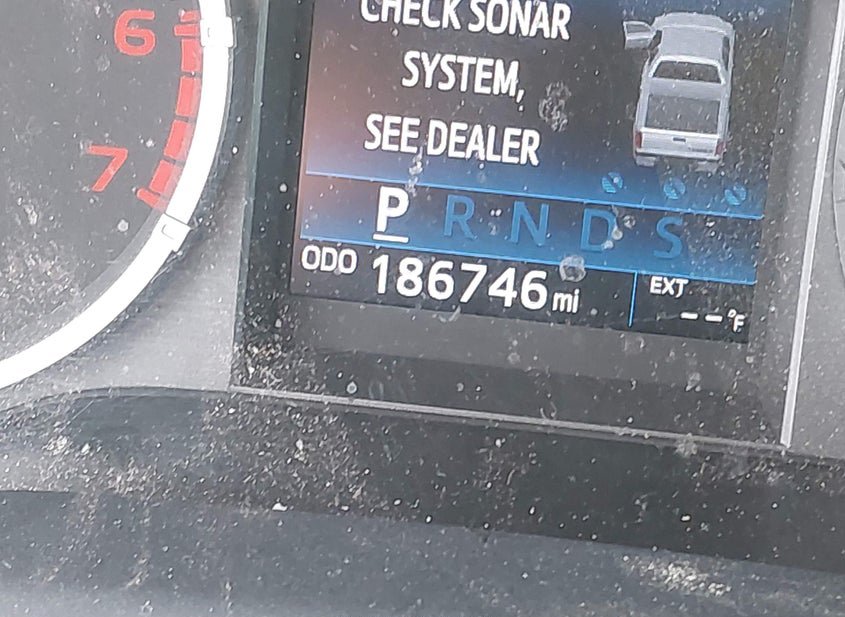 6
7
CHECK SONAR
SYSTEM,
SEE DEALER
P R N D S
ODO 186746 mi
EXT
--°F